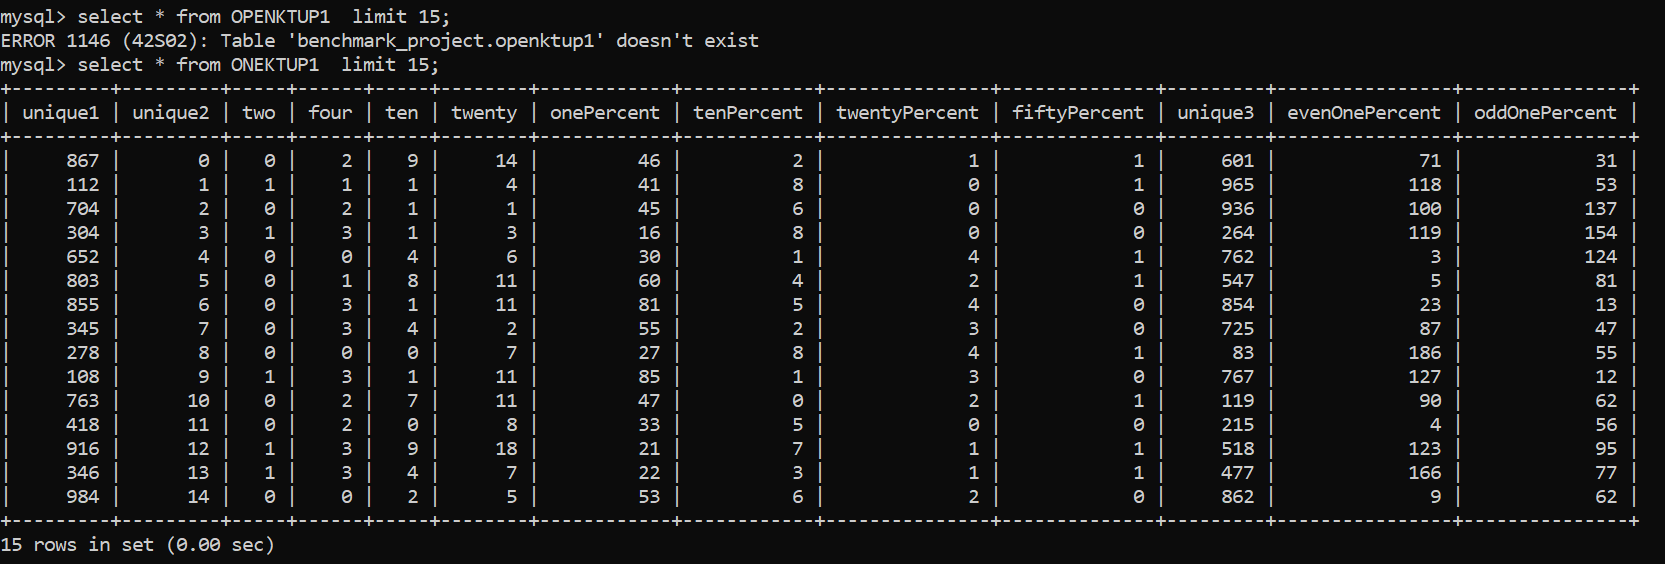 mysql> select * from OPENKTUP1  limit 15;
ERROR 1146 (42S02): Table 'benchmark_project.openktup1' doesn't exist
mysql> select * from ONEKTUP1  limit 15;
+---------+---------+-----+------+-----+--------+------------+------------+---------------+--------------+---------+----------------+---------------+
| unique1 | unique2 | two | four | ten | twenty | onePercent | tenPercent | twentyPercent | fiftyPercent | unique3 | evenOnePercent | oddOnePercent |
+---------+---------+-----+------+-----+--------+------------+------------+---------------+--------------+---------+----------------+---------------+
|     867 |       0 |   0 |    2 |   9 |     14 |         46 |          2 |             1 |            1 |     601 |             71 |            31 |
|     112 |       1 |   1 |    1 |   1 |      4 |         41 |          8 |             0 |            1 |     965 |            118 |            53 |
|     704 |       2 |   0 |    2 |   1 |      1 |         45 |          6 |             0 |            0 |     936 |            100 |           137 |
|     304 |       3 |   1 |    3 |   1 |      3 |         16 |          8 |             0 |            0 |     264 |            119 |           154 |
|     652 |       4 |   0 |    0 |   4 |      6 |         30 |          1 |             4 |            1 |     762 |              3 |           124 |
|     803 |       5 |   0 |    1 |   8 |     11 |         60 |          4 |             2 |            1 |     547 |              5 |            81 |
|     855 |       6 |   0 |    3 |   1 |     11 |         81 |          5 |             4 |            0 |     854 |             23 |            13 |
|     345 |       7 |   0 |    3 |   4 |      2 |         55 |          2 |             3 |            0 |     725 |             87 |            47 |
|     278 |       8 |   0 |    0 |   0 |      7 |         27 |          8 |             4 |            1 |      83 |            186 |            55 |
|     108 |       9 |   1 |    3 |   1 |     11 |         85 |          1 |             3 |            0 |     767 |            127 |            12 |
|     763 |      10 |   0 |    2 |   7 |     11 |         47 |          0 |             2 |            1 |     119 |             90 |            62 |
|     418 |      11 |   0 |    2 |   0 |      8 |         33 |          5 |             0 |            0 |     215 |              4 |            56 |
|     916 |      12 |   1 |    3 |   9 |     18 |         21 |          7 |             1 |            1 |     518 |            123 |            95 |
|     346 |      13 |   1 |    3 |   4 |      7 |         22 |          3 |             1 |            1 |     477 |            166 |            77 |
|     984 |      14 |   0 |    0 |   2 |      5 |         53 |          6 |             2 |            0 |     862 |              9 |            62 |
+---------+---------+-----+------+-----+--------+------------+------------+---------------+--------------+---------+----------------+---------------+
15 rows in set (0.00 sec)